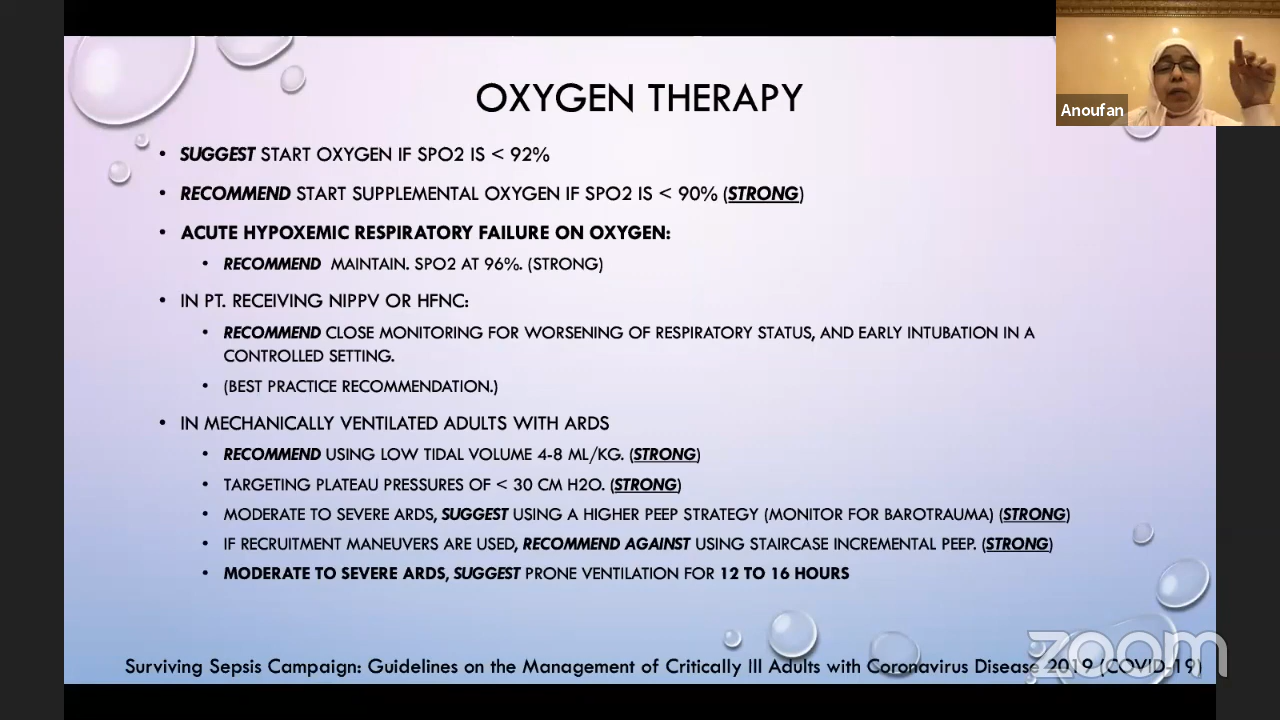 OXYGEN THERAPY
Anoufan
• SUGGEST START OXYGEN IF SPO2 IS < 92%
• RECOMMEND START SUPPLEMENTAL OXYGEN IF SPO2 IS < 90% (STRONG)
• ACUTE HYPOXEMIC RESPIRATORY FAILURE ON OXYGEN:
• RECOMMEND MAINTAIN. SPO2 AT 96%. (STRONG)
• IN PT. RECEIVING NIPPV OR HFNC:
• RECOMMEND CLOSE MONITORING FOR WORSENING OF RESPIRATORY STATUS, AND EARLY INTUBATION IN A
CONTROLLED SETTING.
• (BEST PRACTICE RECOMMENDATION.)
• IN MECHANICALLY VENTILATED ADULTS WITH ARDS
• RECOMMEND USING LOW TIDAL VOLUME 4-8 ML/KG. (STRONG)
• TARGETING PLATEAU PRESSURES OF < 30 CM H2O. (STRONG)
• MODERATE TO SEVERE ARDS, SUGGEST USING A HIGHER PEEP STRATEGY (MONITOR FOR BAROTRAUMA) (STRONG)
• IF RECRUITMENT MANEUVERS ARE USED, RECOMMEND AGAINST USING STAIRCASE INCREMENTAL PEEP. (STRONG)
• MODERATE TO SEVERE ARDS, SUGGEST PRONE VENTILATION FOR 12 TO 16 HOURS
Surviving Sepsis Campaign: Guidelines on the Management of Critically Ill Adults with Coronavirus Disease 2019 (COVID-19)
zoom